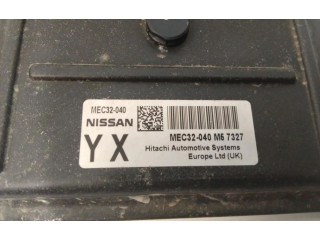 MEC32-040
NISSAN
YX
MEC32-040 M6 7327
Hitachi Automotive Systems
Europe Ltd (UK)